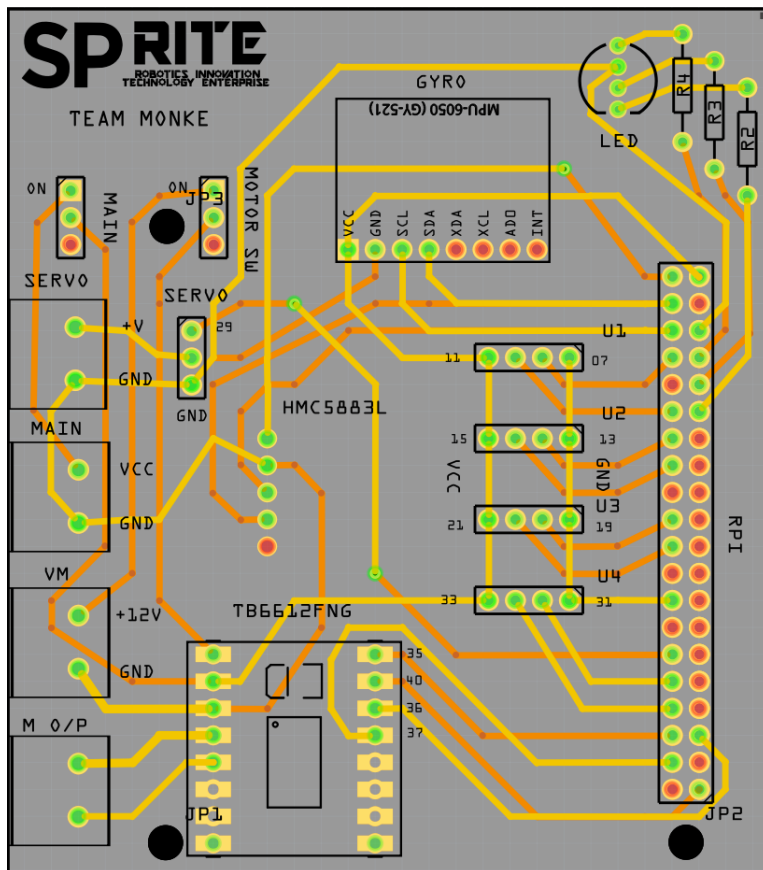 SPRITE
ROBOTICS INNOVATION
TECHNOLOGY ENTERPRISE
TEAM MONKE
GYRO
MPU-6050 (GY-521)
VCC
GND
SCL
SDA
XDA
XCL
ADO
INT
LED
R4
R3
R2
ON
MAIN
ON
JP3
MOTOR SW
SERVO
+V
GND
SERVO
29
GND
MAIN
VCC
GND
HMC5883L
U1
11
07
U2
15
13
VCC
GND
U3
21
19
U4
33
31
RPI
VM
+12V
GND
TB6612FNG
35
40
36
37
M O/P
JP1
JP2